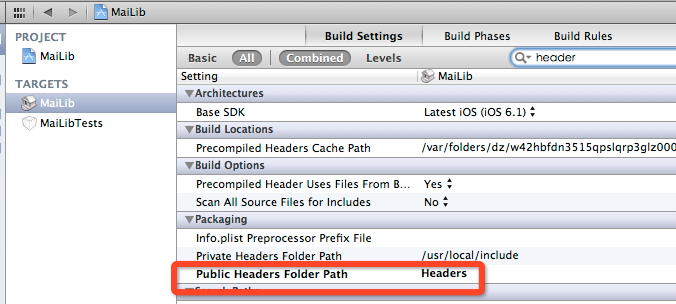 MaiLib
PROJECT
MaiLib
TARGETS
MaiLib
MaiLibTests
Build Settings Build Phases Build Rules
Basic All Combined Levels header
Setting MaiLib
Architectures
Base SDK Latest iOS (iOS 6.1)
Build Locations
Precompiled Headers Cache Path /var/folders/dz/w42hbfdn3515qpslqrp3glz000
Build Options
Precompiled Header Uses Files From B... Yes
Scan All Source Files for Includes No
Packaging
Info.plist Preprocessor Prefix File
Private Headers Folder Path /usr/local/include
Public Headers Folder Path Headers